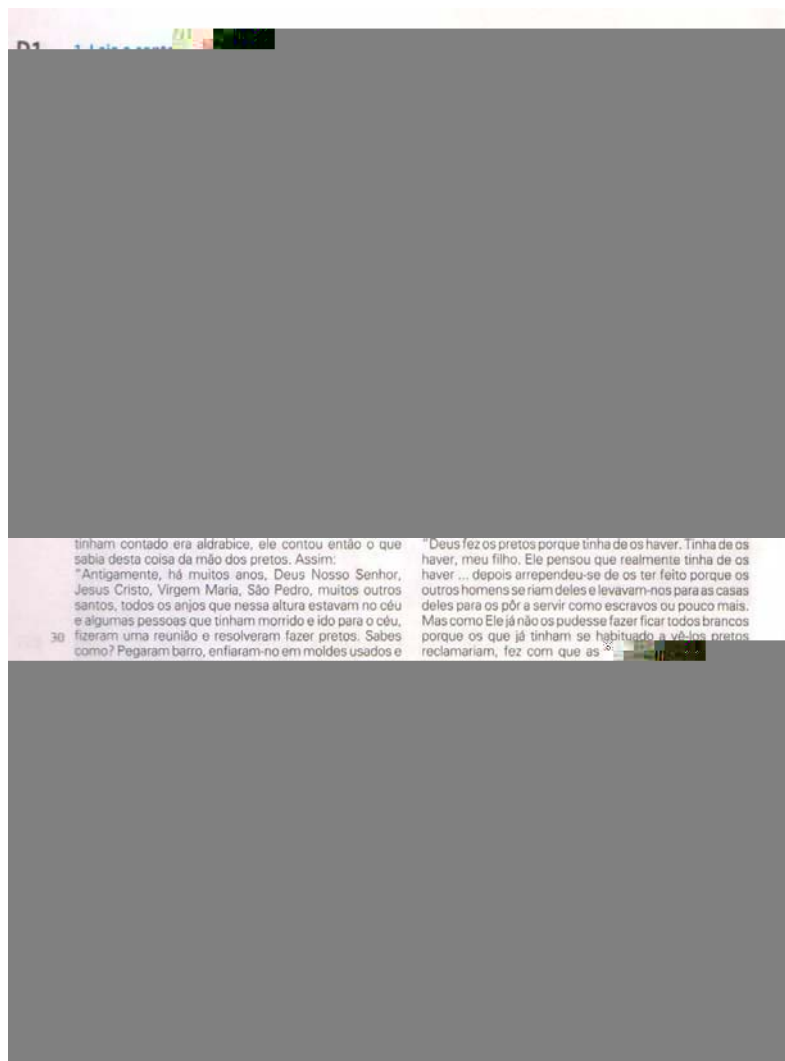 D1
tinham contado era aldrabice, ele contou então o que
sabia desta coisa da mão dos pretos. Assim:
"Antigamente, há muitos anos, Deus Nosso Senhor,
Jesus Cristo, Virgem Maria, São Pedro, muitos outros
santos, todos os anjos que nessa altura estavam no céu
e algumas pessoas que tinham morrido e ido para o céu,
30 fizeram uma reunião e resolveram fazer pretos. Sabes
como? Pegaram barro, enfiaram-no em moldes usados e
"Deus fez os pretos porque tinha de os haver. Tinha de os
haver, meu filho. Ele pensou que realmente tinha de os
haver ... depois arrependeu-se de os ter feito porque os
outros homens se riam deles e levavam-nos para as casas
deles para os pôr a servir como escravos ou pouco mais.
Mas como Ele já não os pudesse fazer ficar todos brancos
porque os que já tinham se habituado a vê-los pretos
reclamariam, fez com que as